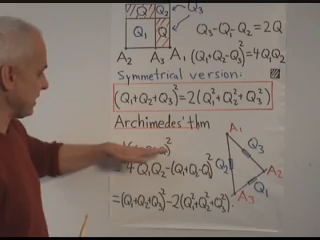 Q₂ Q₃
Q₁ Q
A₂ A₃ A₁
Q₃-Q₁-Q₂=2Q
(Q₁+Q₂-Q₃)²=4Q₁Q₂
Symmetrical version:
(Q₁+Q₂+Q₃)²=2(Q₁²+Q₂²+Q₃²)
Archimedes' thm
4Q₁Q₂-(Q₁+Q₂-Q₃)²
=(Q₁+Q₂+Q₃)²-2(Q₁²+Q₂²+Q₃²).
A₁
Q₃
Q₂
A₂
Q₁
A₃